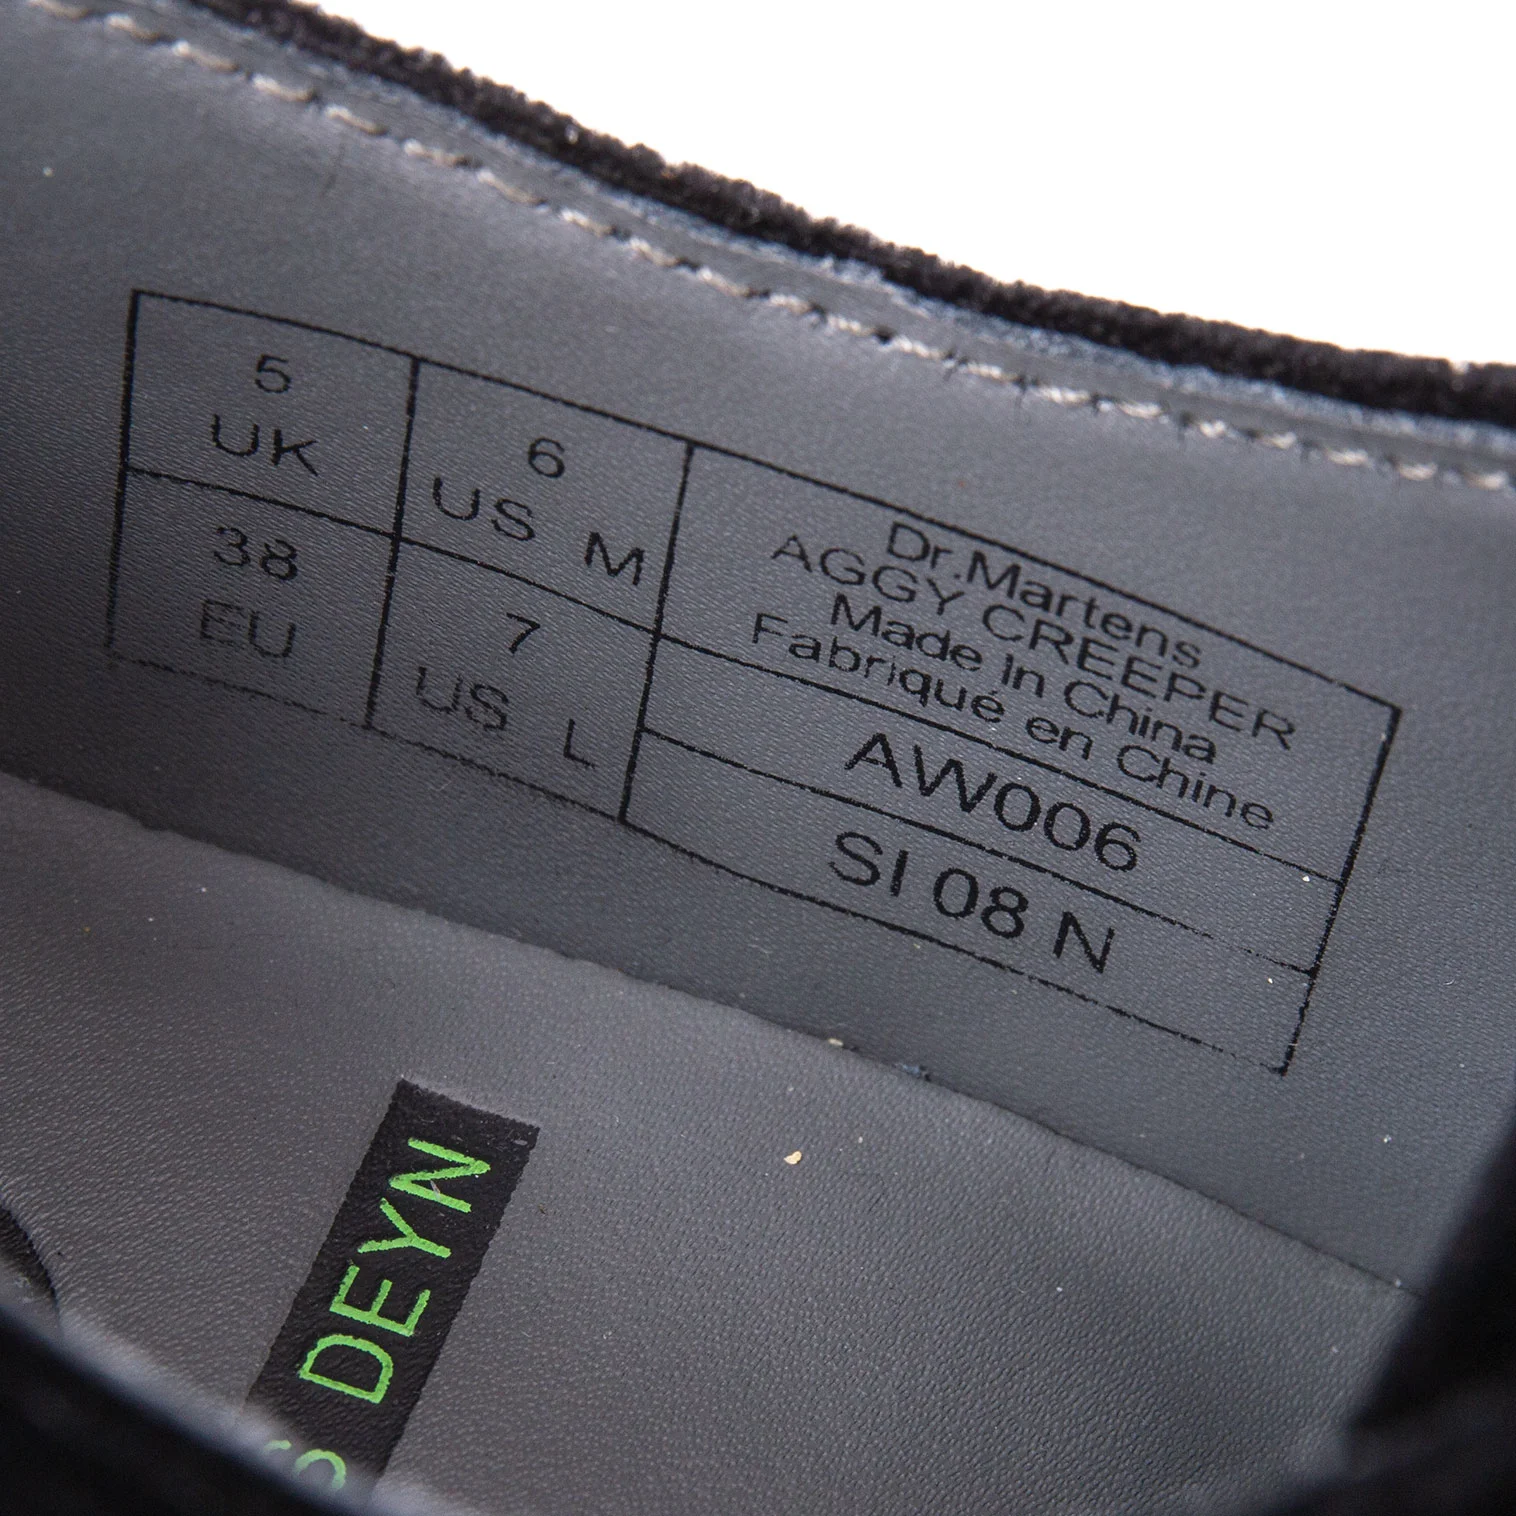 5
UK
6
US M
38
EU
7
US L
Dr.Martens
AGGY CREEPER
Made in China
Fabriqué en Chine
AW006
SI 08 N
DEYN